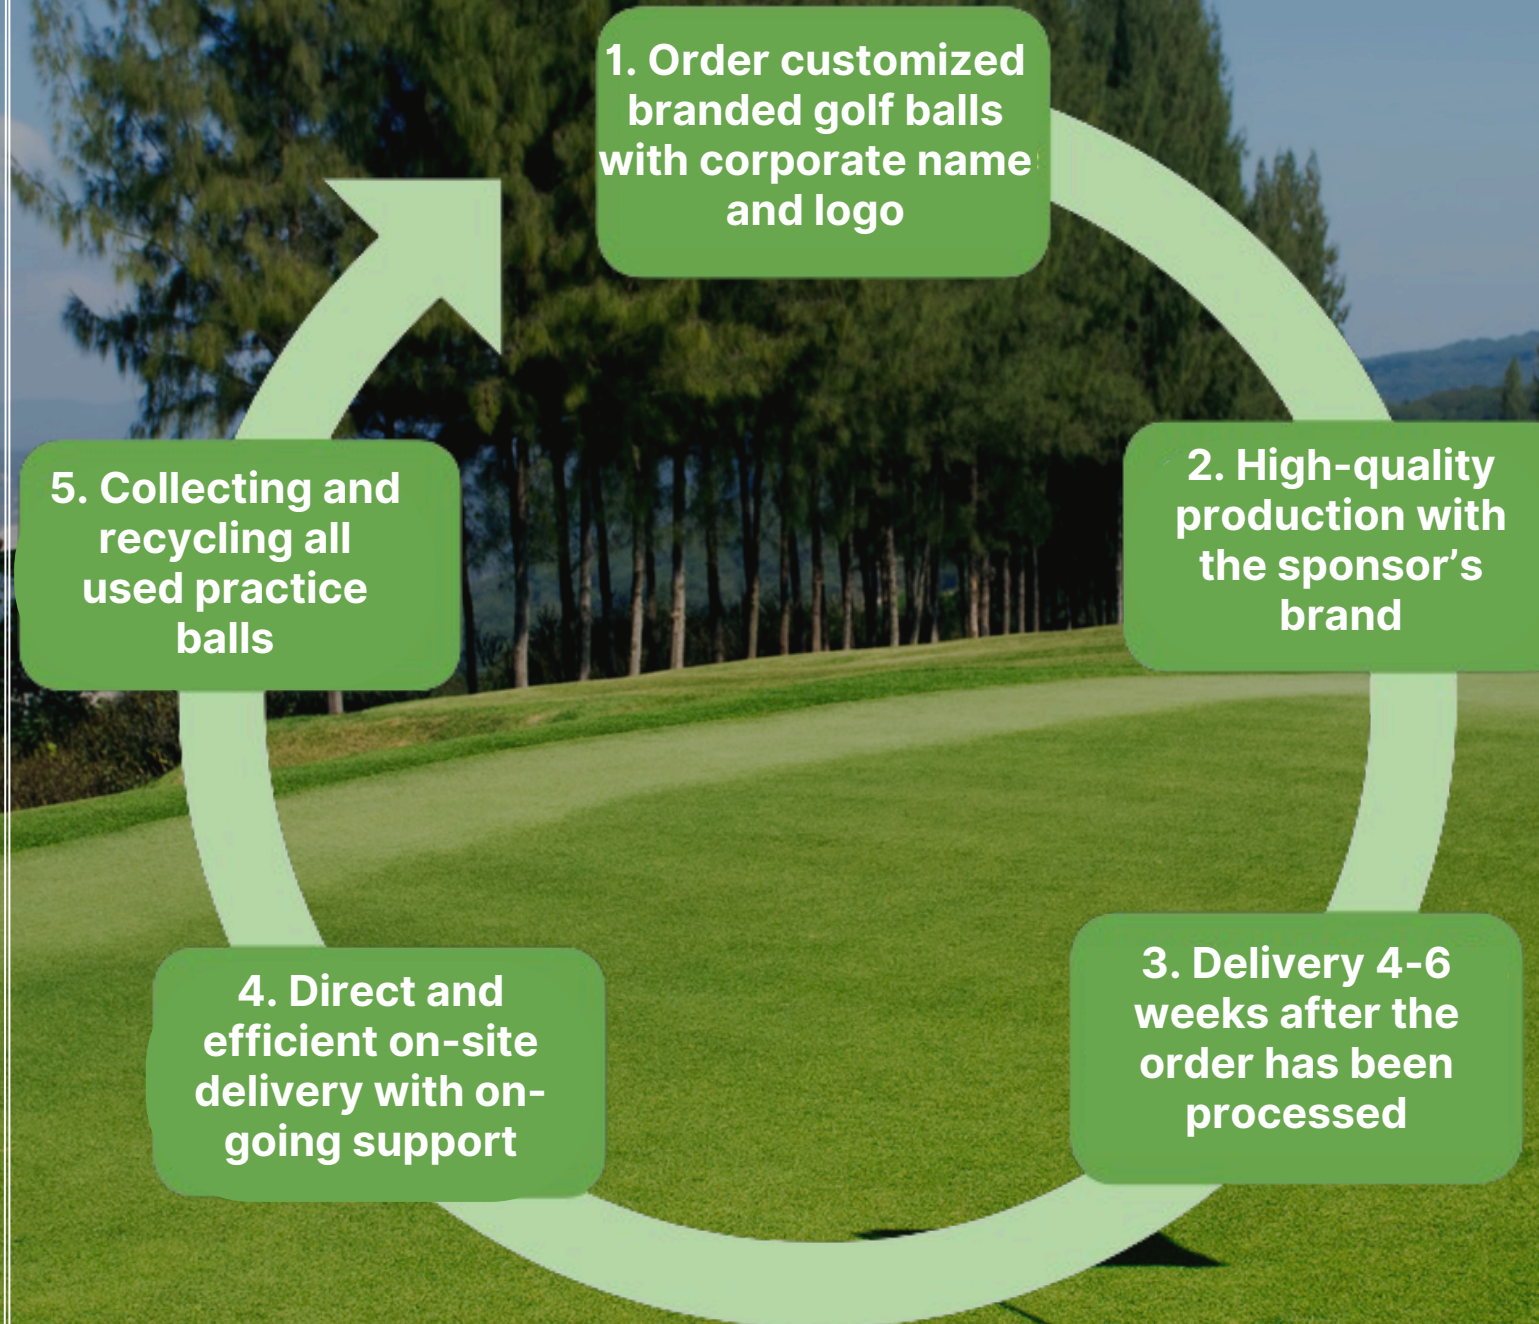 1. Order customized
branded golf balls
with corporate name
and logo
2. High-quality
production with
the sponsor’s
brand
3. Delivery 4-6
weeks after the
order has been
processed
4. Direct and
efficient on-site
delivery with on-
going support
5. Collecting and
recycling all
used practice
balls